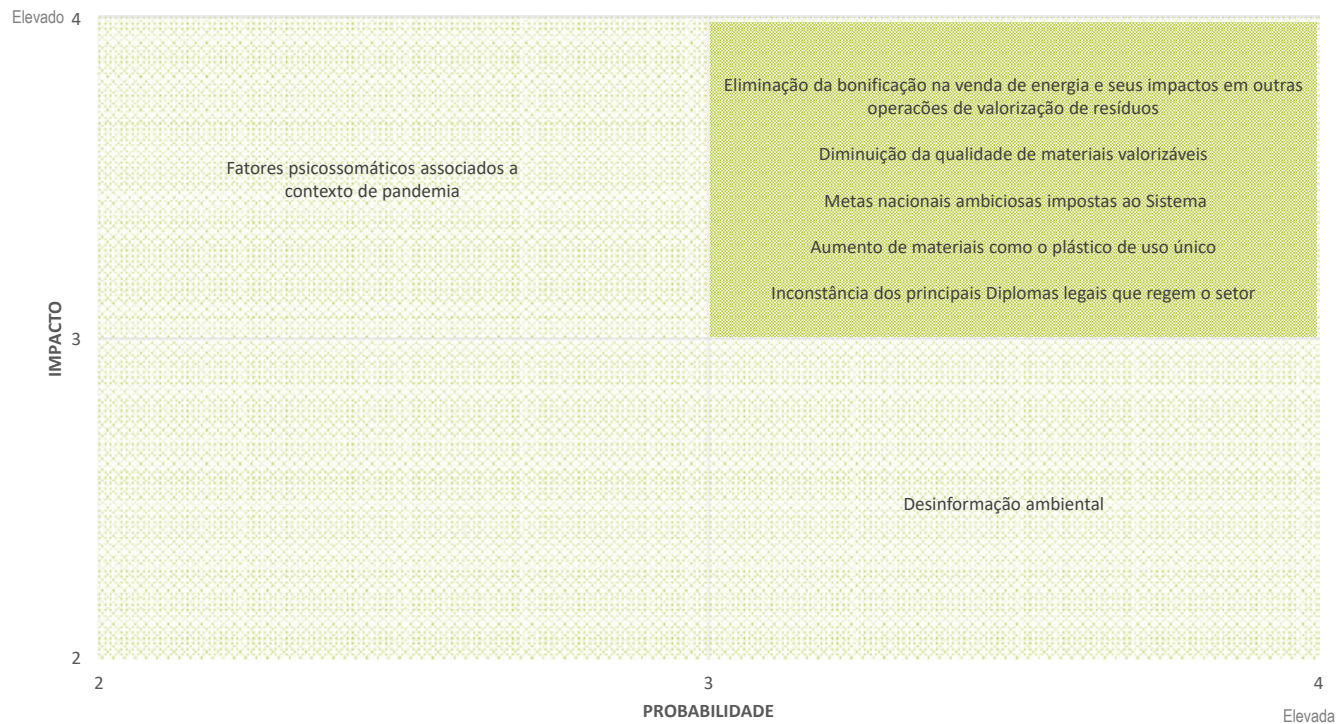 Elevado 4
Eliminação da bonificação na venda de energia e seus impactos em outras
operacões de valorização de resíduos
Fatores psicossomáticos associados a
contexto de pandemia
Diminuição da qualidade de materiais valorizáveis
Metas nacionais ambiciosas impostas ao Sistema
Aumento de materiais como o plástico de uso único
Inconstância dos principais Diplomas legais que regem o setor
IMPACTO
3
Desinformação ambiental
2
2 3 4
PROBABILIDADE
Elevada